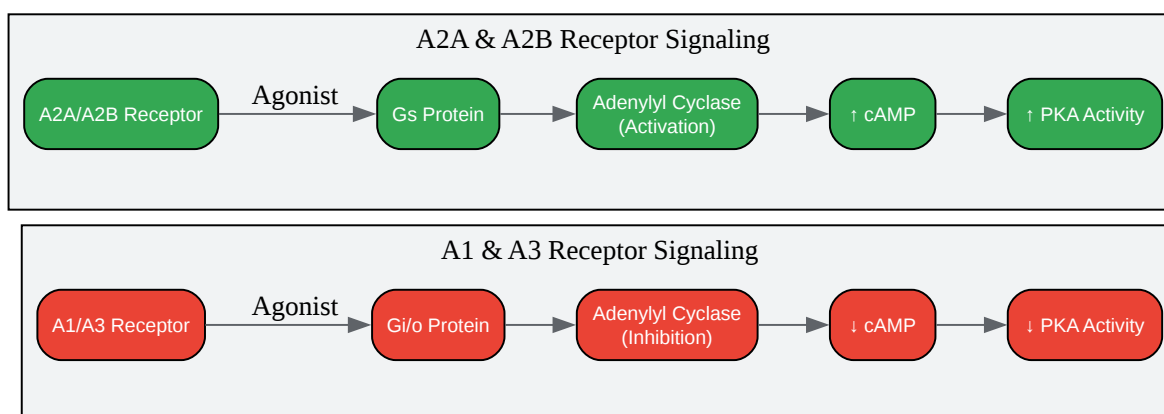 A2A & A2B Receptor Signaling
A2A/A2B Receptor
Agonist
Gs Protein
Adenylyl Cyclase
(Activation)
↑ cAMP
↑ PKA Activity
A1 & A3 Receptor Signaling
A1/A3 Receptor
Agonist
Gi/o Protein
Adenylyl Cyclase
(Inhibition)
↓ cAMP
↓ PKA Activity